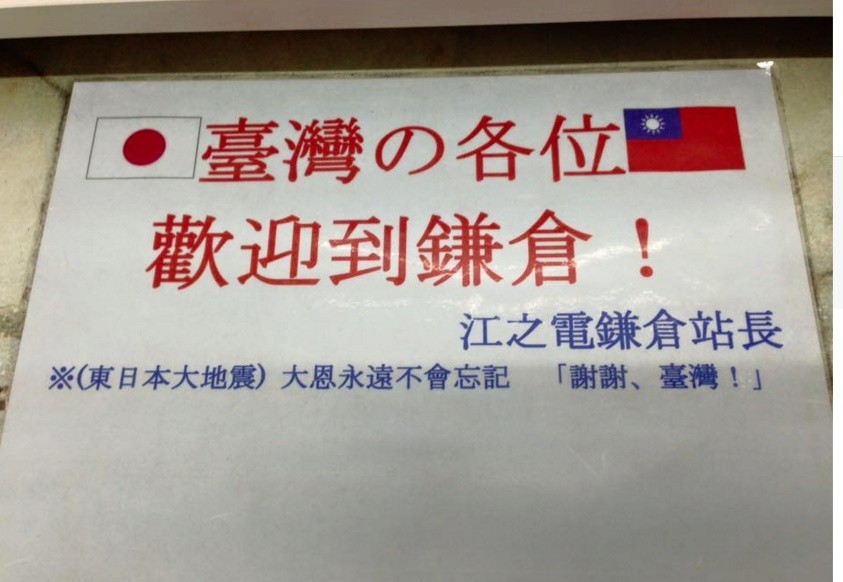 臺灣の各位
歡迎到鎌倉！
江之電鎌倉站長
※(東日本大地震) 大恩永遠不會忘記 「謝謝、臺灣！」